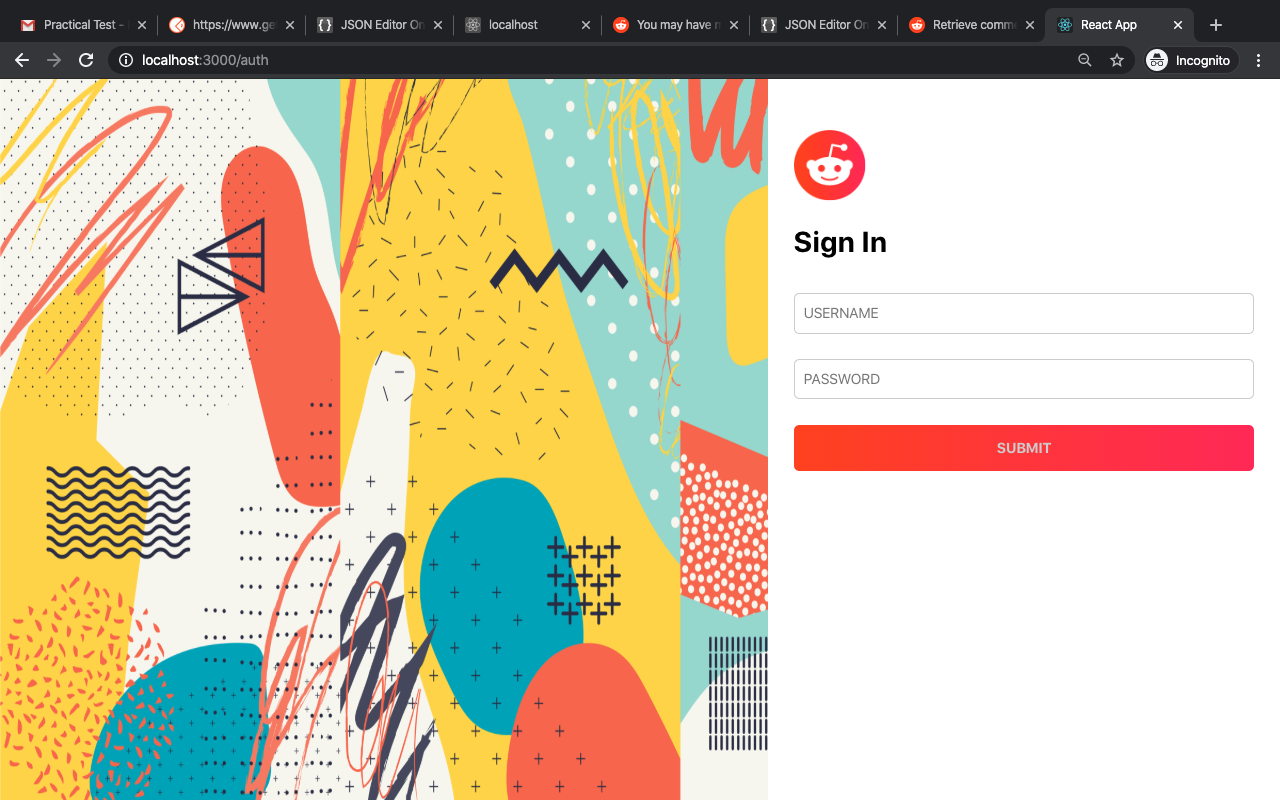 Practical Test -
https://www.ge
JSON Editor On
localhost
You may have
JSON Editor On
Retrieve comme
React App
localhost:3000/auth
Incognito
Sign In
USERNAME
PASSWORD
SUBMIT